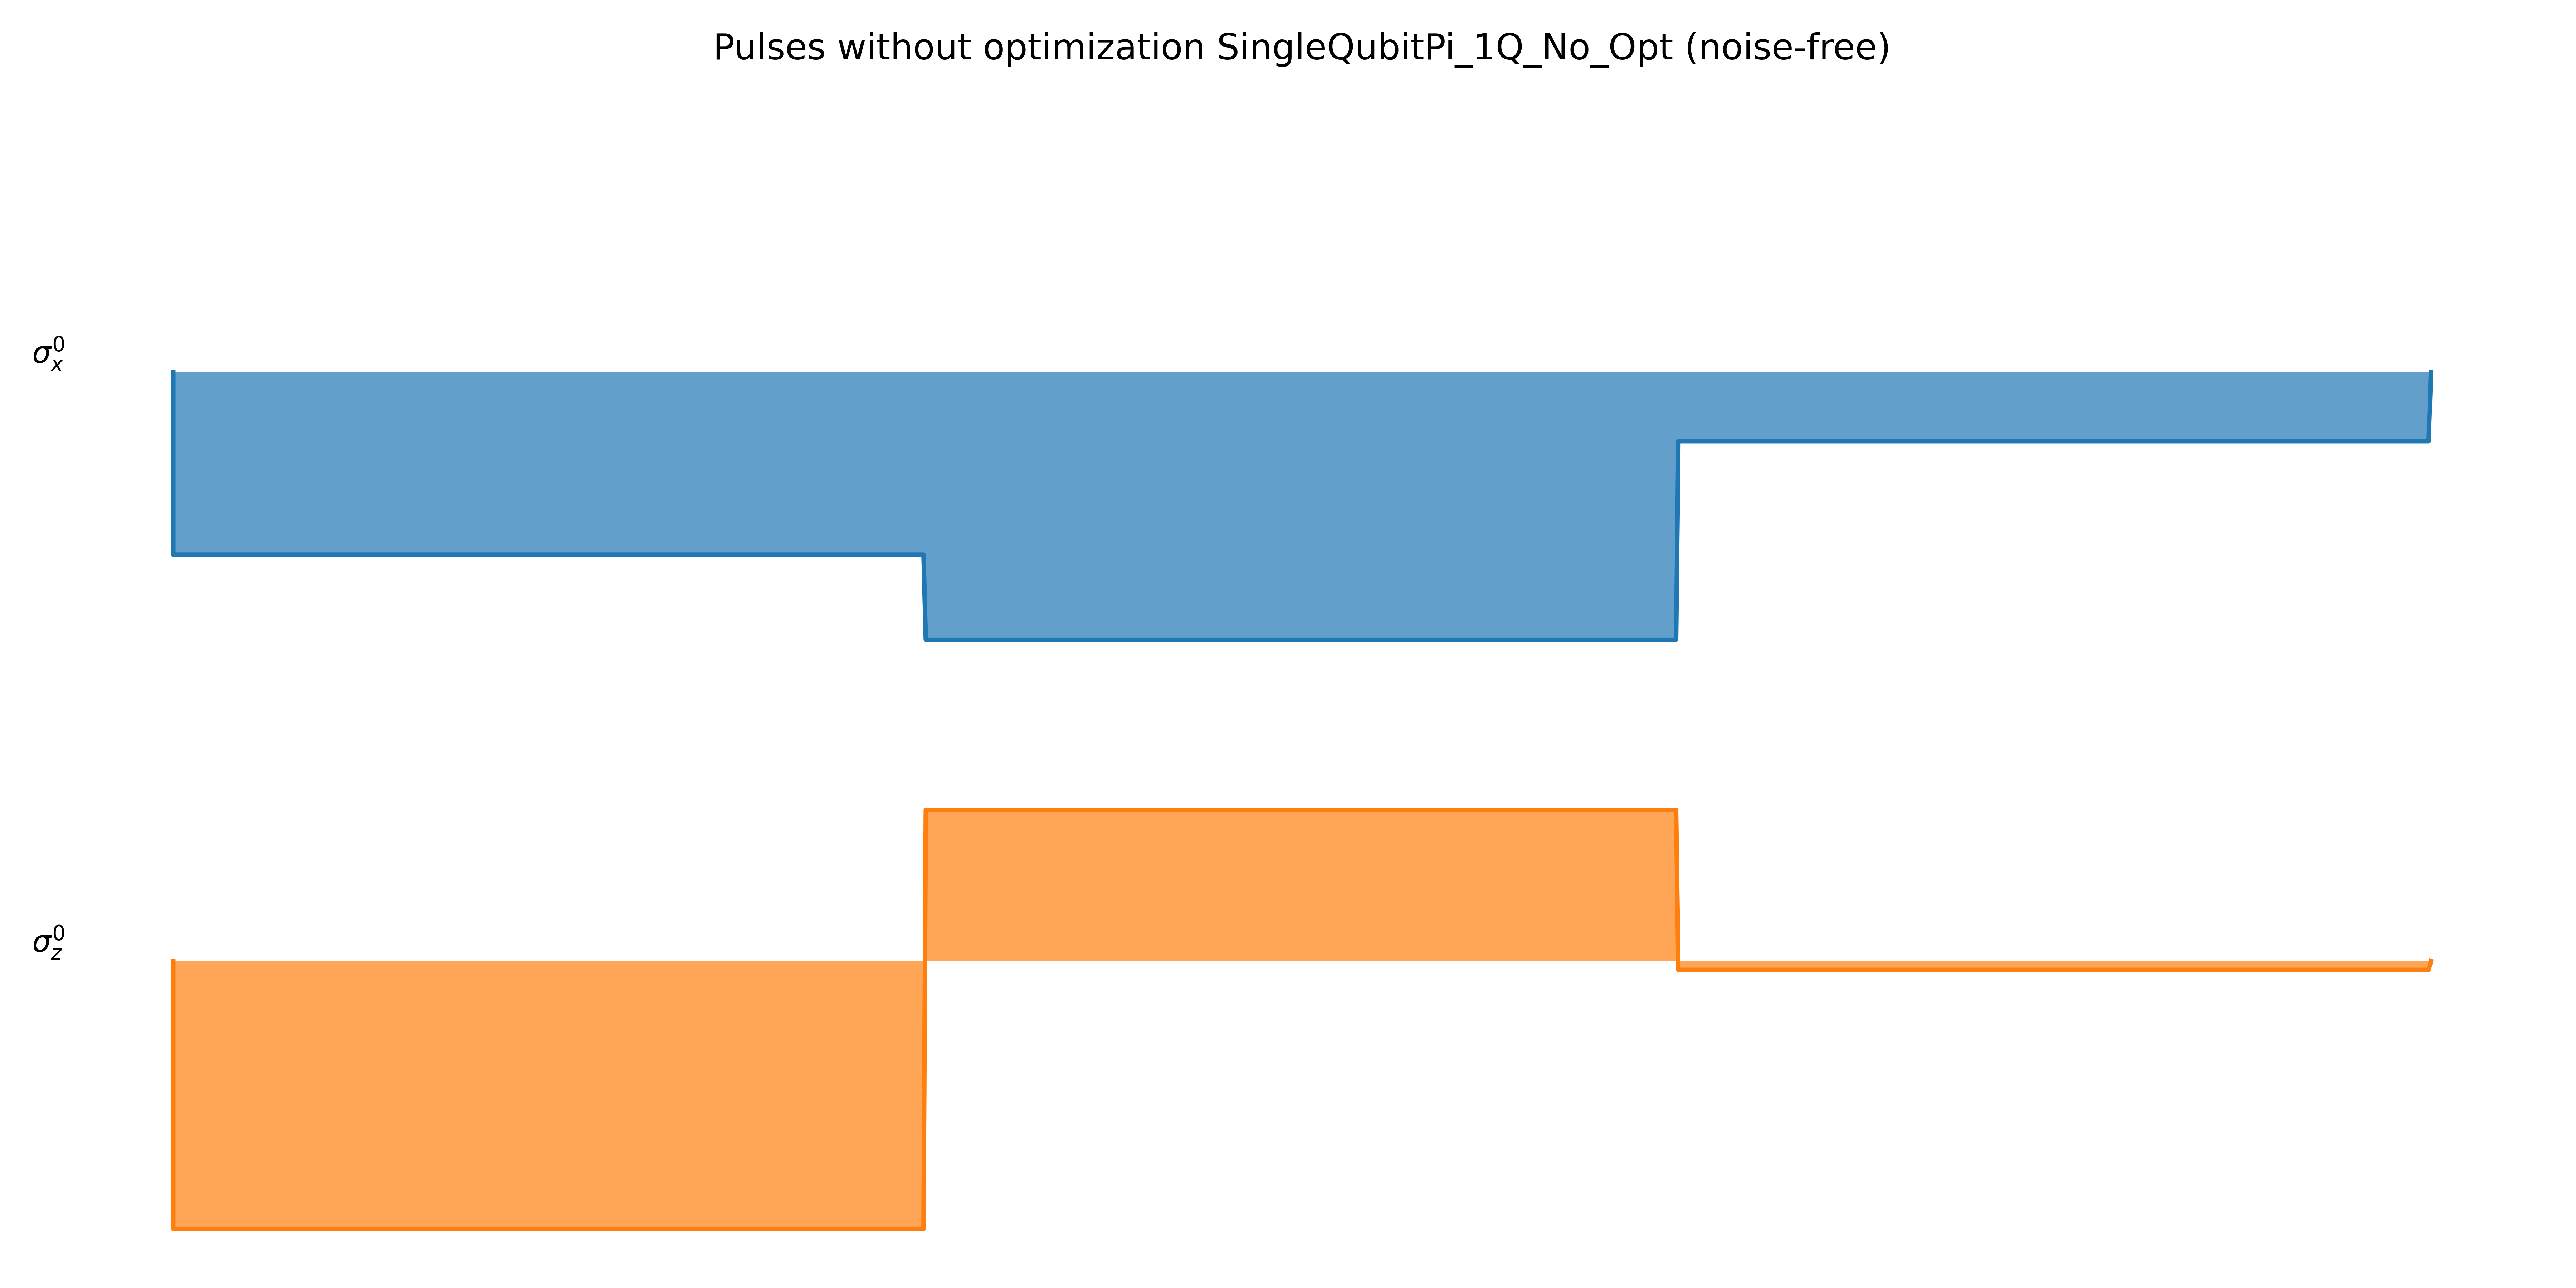 Pulses without optimization SingleQubitPi_1Q_No_Opt (noise-free)
σ_x^0
σ_z^0